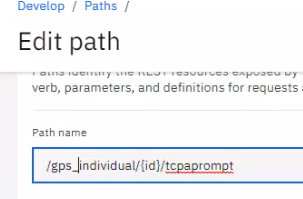 Develop / Paths /
Edit path
Paths identify the REST resources exposed by
verb, parameters, and definitions for requests
Path name
/gps_individual/{id}/tcpaprompt